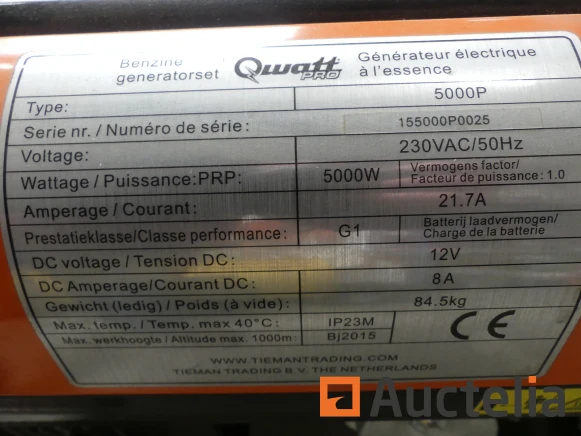 Benzine
generatorset
Qwatt
PRO
Générateur électrique
à l'essence
Type: 5000P
Serie nr. / Numéro de série: 155000P0025
Voltage: 230VAC/50Hz
Wattage / Puissance:PRP: 5000W Vermogens factor/
Facteur de puissance: 1.0
Amperage / Courant: 21.7A
Prestatieklasse/Classe performance: G1 Batterij laadvermogen/
Chargé de la batterie
DC voltage / Tension DC: 12V
DC Amperage/Courant DC: 8A
Gewicht (ledig) / Poids (à vide): 84.5kg
Max. temp. / Temp. max 40°C: IP23M
Max. werkhoogte / Altitude max. 1000m: Bj2015
CE
WWW.TIEMANTRADING.COM
TIEMAN TRADING B.V. THE NETHERLANDS
Auctelia